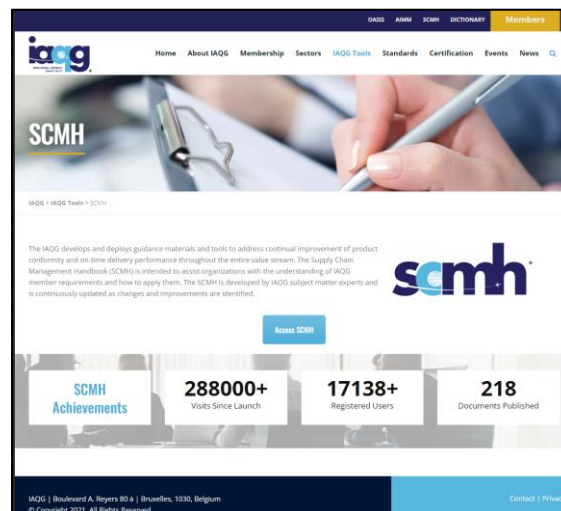 OASIS AIMM SCMH DICTIONARY Members
iaqg
Home About IAQG Membership Sectors IAQG Tools Standards Certification Events News
SCMH
IAQG > IAQG Tools > SCMH
The IAQG develops and deploys guidance materials and tools to address continual improvement of product
conformity and on-time delivery performance throughout the entire value stream. The Supply Chain
Management Handbook (SCMH) is intended to assist organizations with the understanding of IAQG
member requirements and how to apply them. The SCMH is developed by IAQG subject matter experts and
is continuously updated as changes and improvements are identified.
scmh
Access SCMH
SCMH
Achievements
288000+
Visits Since Launch
17138+
Registered Users
218
Documents Published
IAQG | Boulevard A. Reyers 80 à | Bruxelles, 1030, Belgium
© Copyright 2021. All Rights Reserved
Contact | Priva